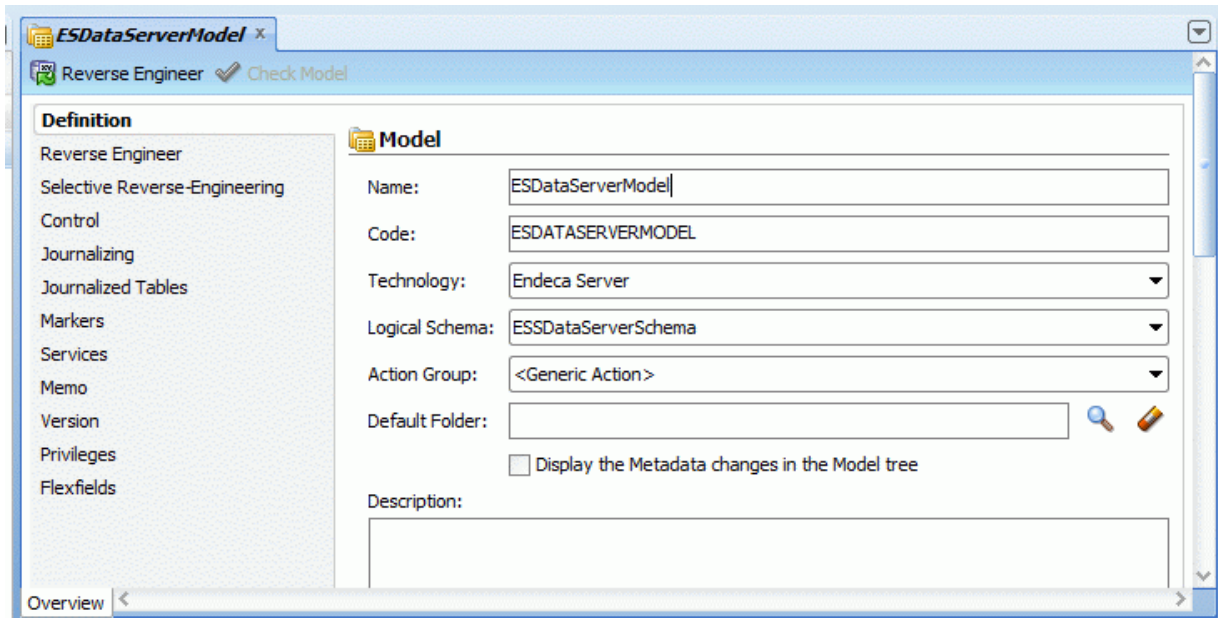 ESDataServerModel x
Reverse Engineer Check Model
Definition
Reverse Engineer
Selective Reverse-Engineering
Control
Journalizing
Journalized Tables
Markers
Services
Memo
Version
Privileges
Flexfields
Model
Name: ESDataServerModel
Code: ESDATASERVERMODEL
Technology: Endeca Server
Logical Schema: ESSDataServerSchema
Action Group: <Generic Action>
Default Folder:
Display the Metadata changes in the Model tree
Description:
Overview